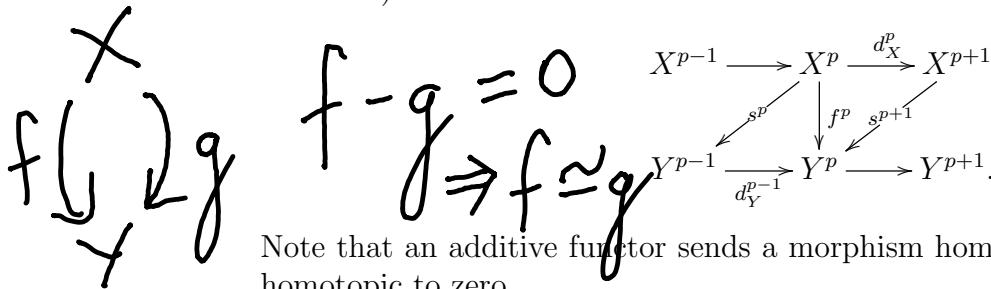 X
f g
Y
f - g = 0
⇒ f ≃ g
X^{p-1} X^p d_X^p X^{p+1}
s^p f^p s^{p+1}
Y^{p-1} d_Y^{p-1} Y^p Y^{p+1}.
Note that an additive functor sends a morphism hom
homotopic to zero